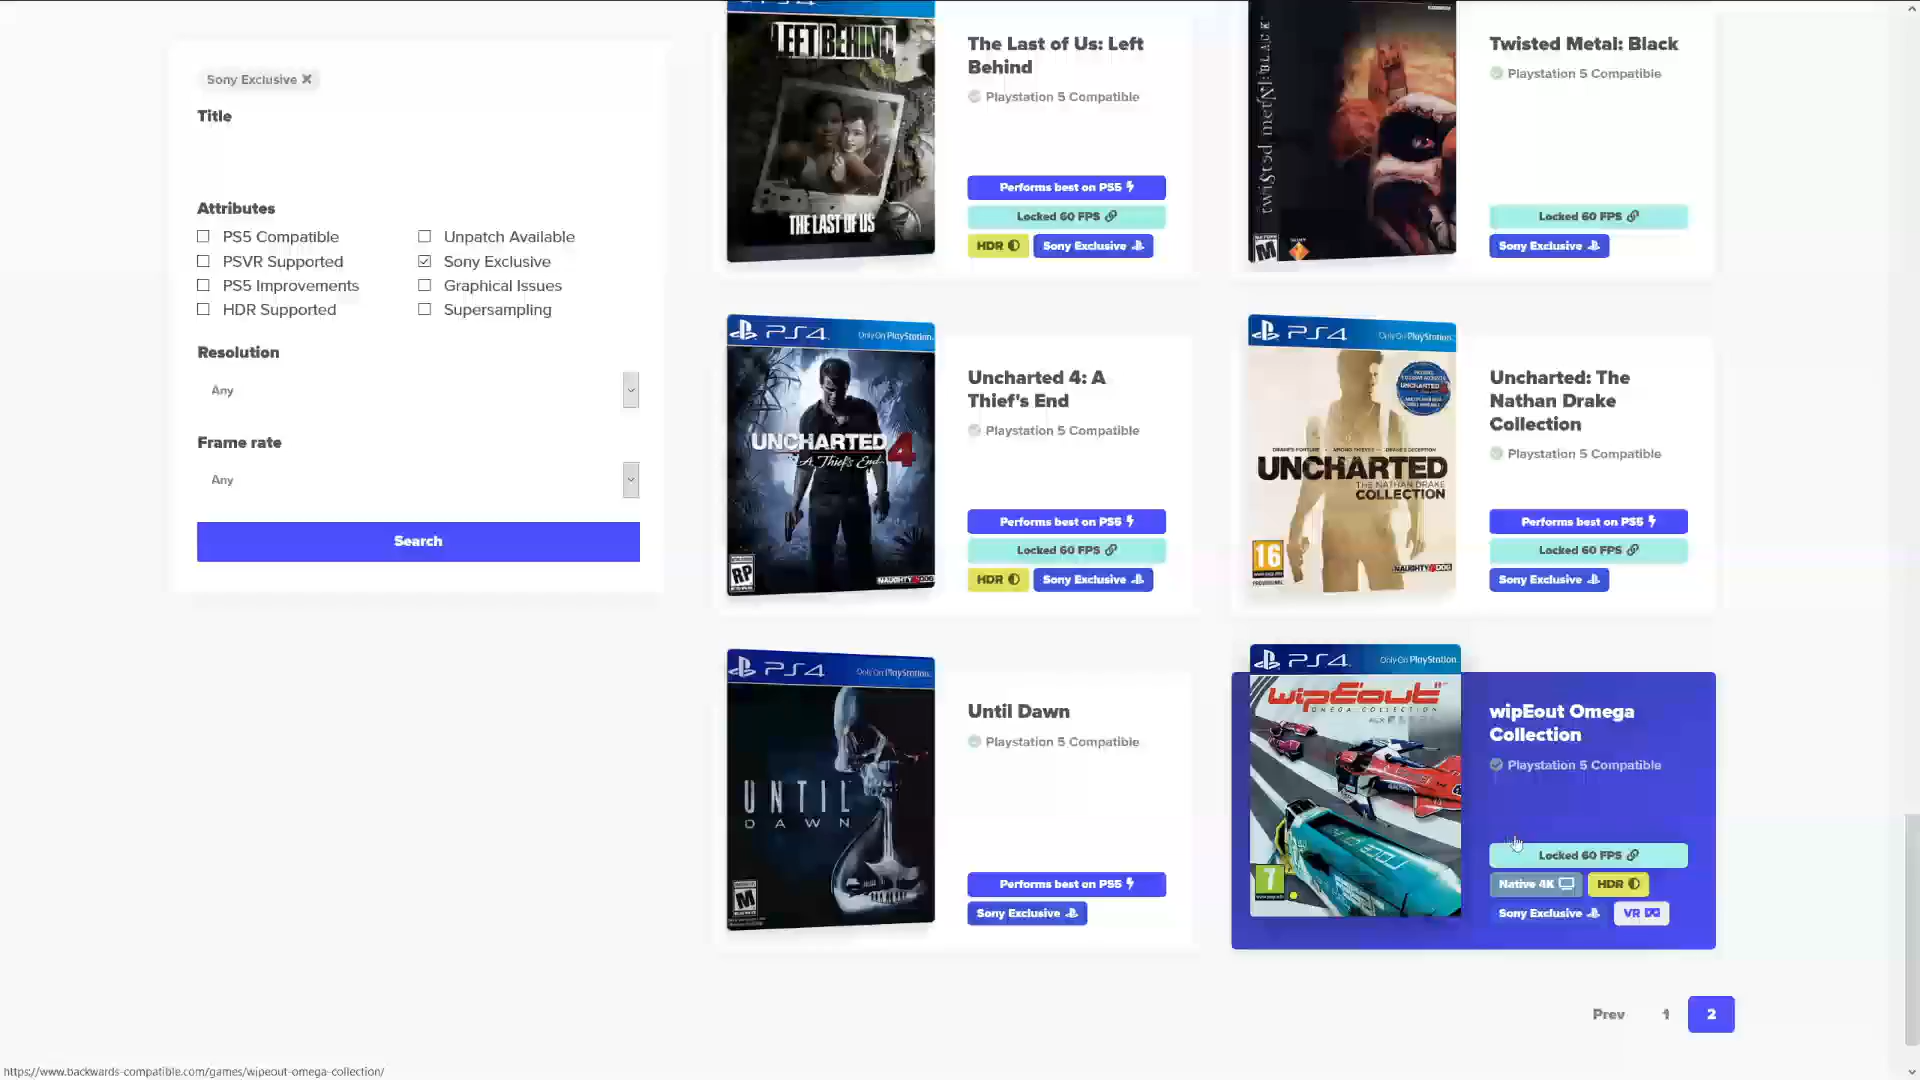 Sony Exclusive ✕
Title
Attributes
PS5 Compatible
Unpatch Available
PSVR Supported
Sony Exclusive
PS5 Improvements
Graphical Issues
HDR Supported
Supersampling
Resolution
Any
Frame rate
Any
Search
LEFT BEHIND
THE LAST OF US
The Last of Us: Left
Behind
Playstation 5 Compatible
Performs best on PS5
Locked 60 FPS
HDR
Sony Exclusive
twisted metal: BLACK
M
Twisted Metal: Black
Playstation 5 Compatible
Locked 60 FPS
Sony Exclusive
PS4
Only On PlayStation
UNCHARTED 4
A Thief's End
RP
NAUGHTY DOG
Uncharted 4: A
Thief's End
Playstation 5 Compatible
Performs best on PS5
Locked 60 FPS
HDR
Sony Exclusive
PS4
Only On PlayStation
UNCHARTED
THE NATHAN DRAKE
COLLECTION
16
NAUGHTY DOG
Uncharted: The
Nathan Drake
Collection
Playstation 5 Compatible
Performs best on PS5
Locked 60 FPS
Sony Exclusive
PS4
Only On PlayStation
UNTIL
DAWN
M
Until Dawn
Playstation 5 Compatible
Performs best on PS5
Sony Exclusive
PS4
Only On PlayStation
wipEout
OMEGA COLLECTION
7
wipEout Omega
Collection
Playstation 5 Compatible
Locked 60 FPS
Native 4K
HDR
Sony Exclusive
VR
Prev
1
2
https://www.backwards-compatible.com/games/wipeout-omega-collection/